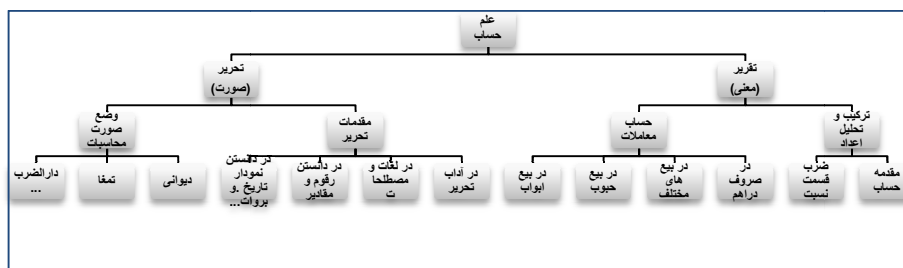 علم
حساب
تقریر
(معنی)
تحریر
(صورت)
ترکیب و
تحلیل
اعداد
حساب
معاملات
مقدمات
تحریر
وضع
صورت
محاسبات
مقدمه
حساب
ضرب
قسمت
نسبت
در
صروف
دراهم
در بیع
های
مختلف
در بیع
حبوب
در بیع
ابواب
در آداب
تحریر
در لغات و
مصطلحا
ت
در دانستن
رقوم و
مقادیر
در دانستن
نمودار
تاریخ .و
بروات...
دیوانی
تمغا
دارالضرب
...